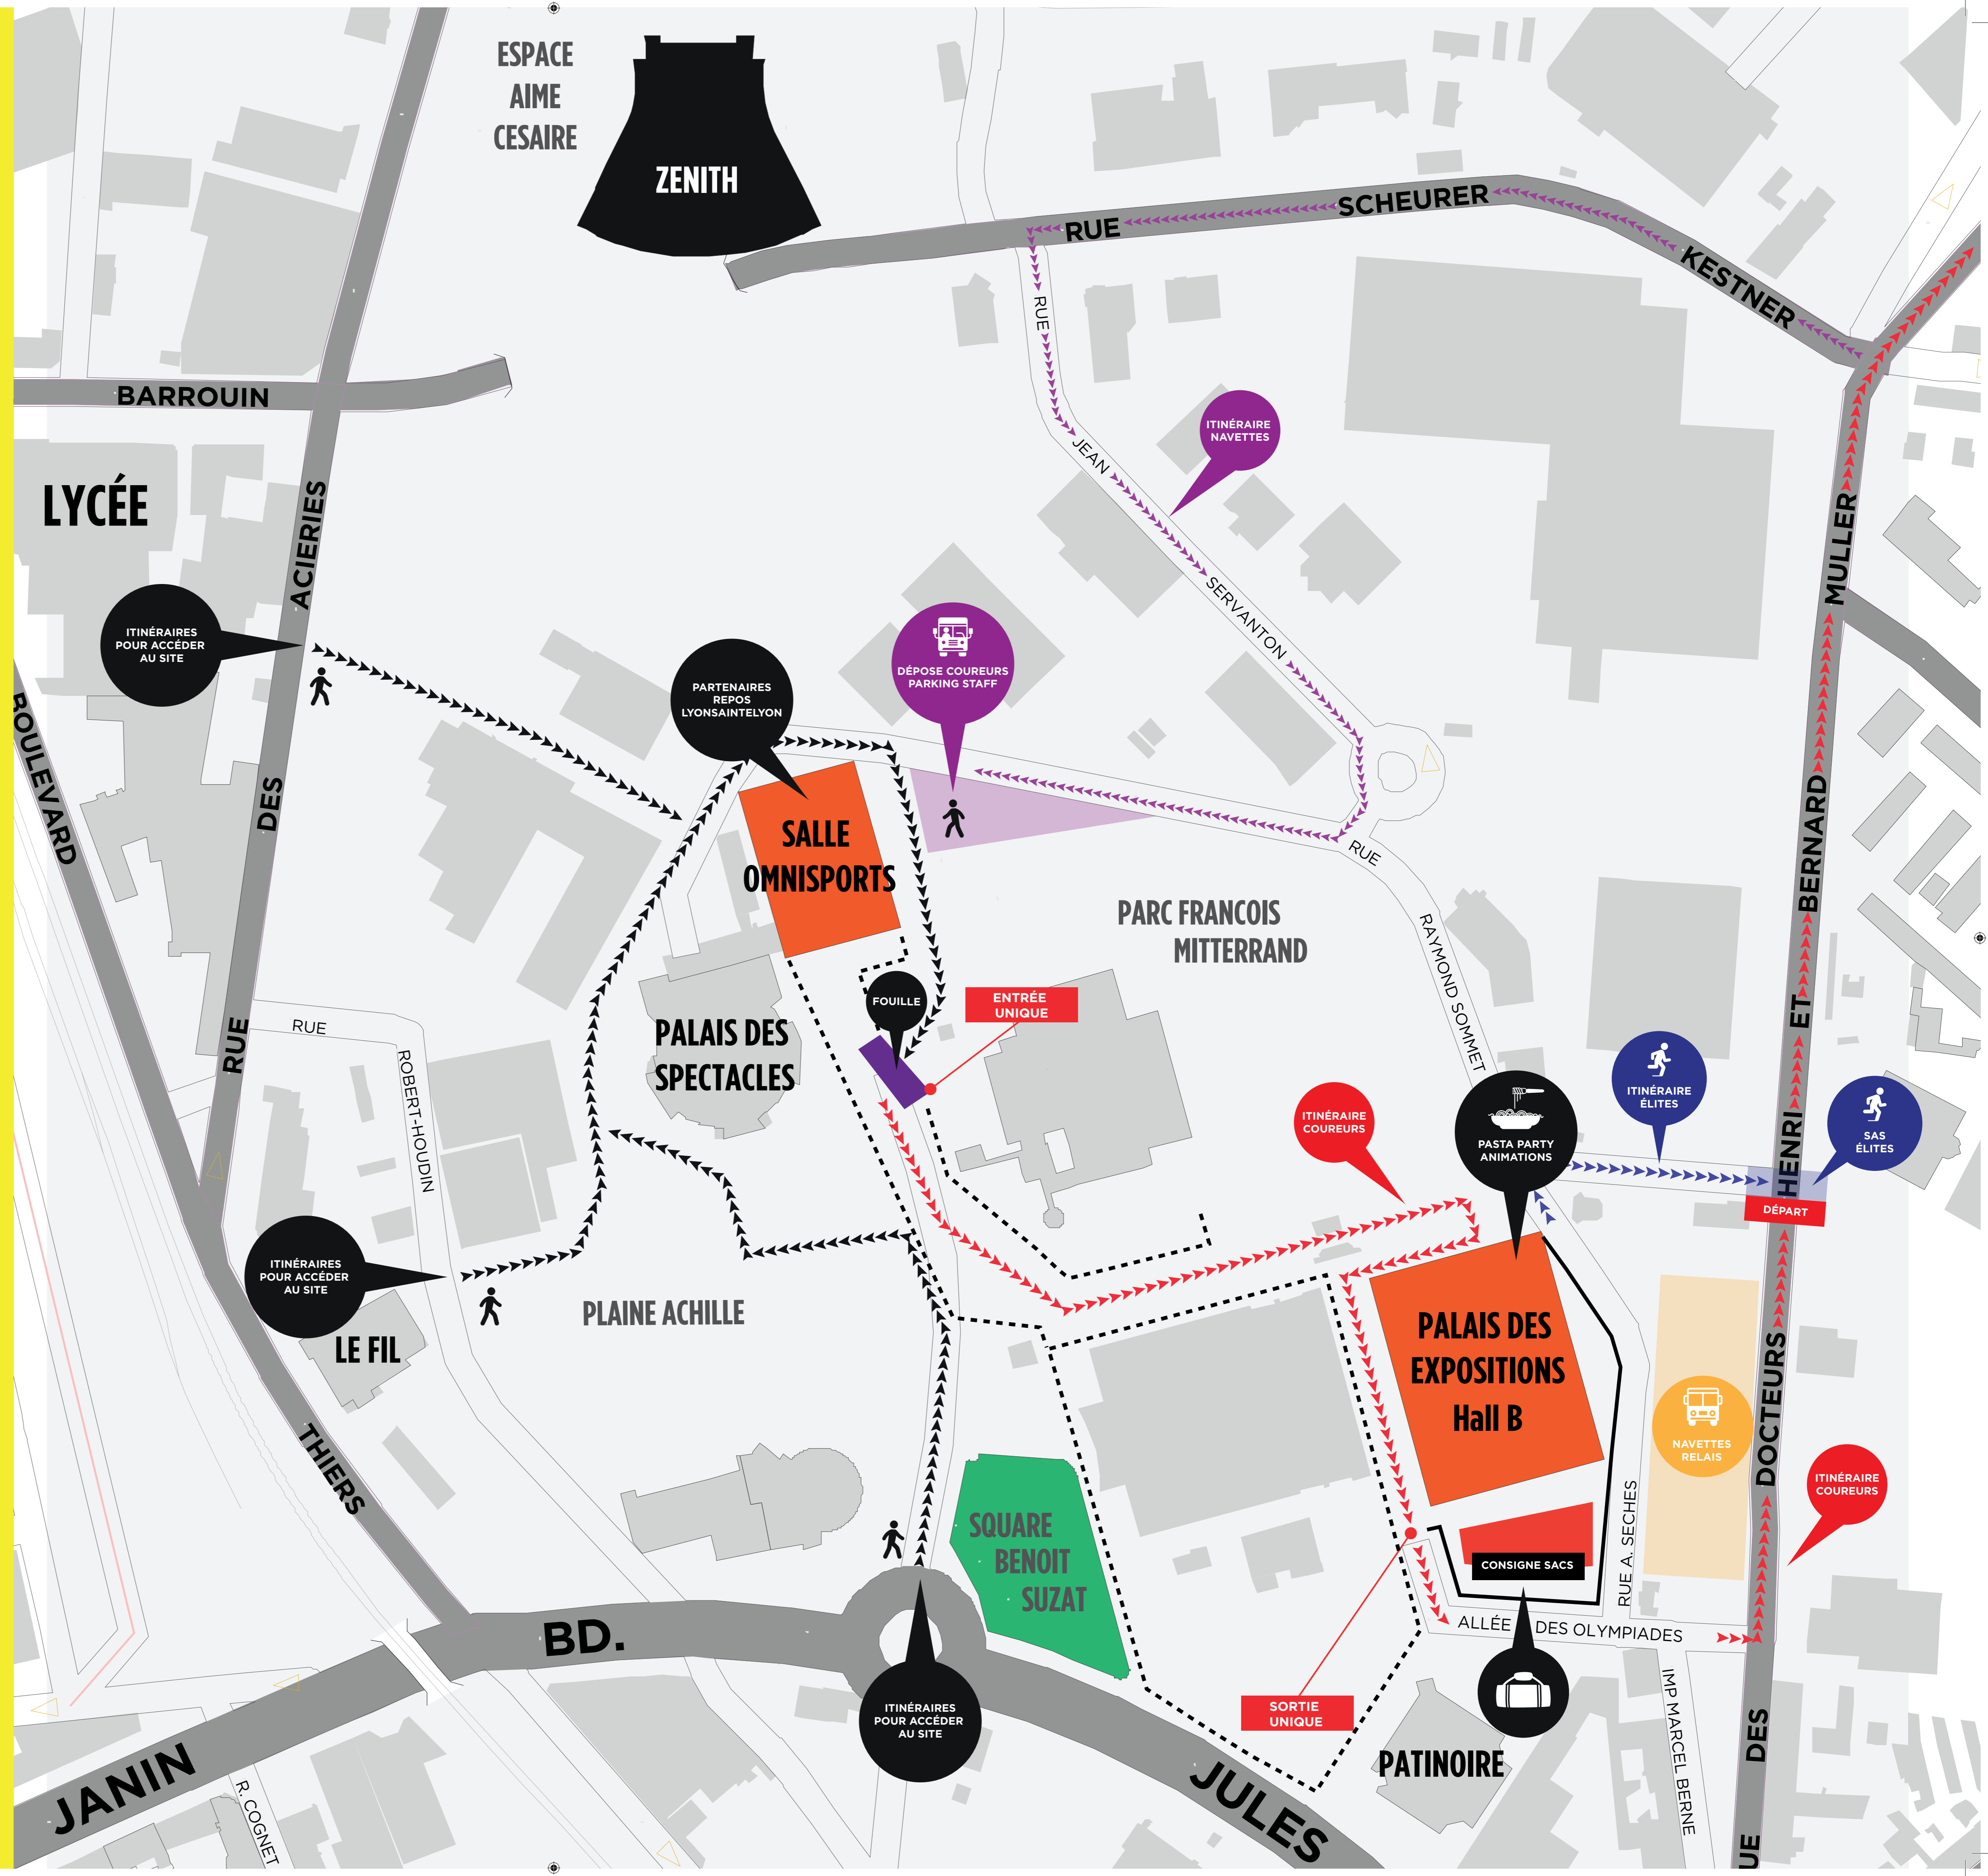 ESPACE
AIME
CESAIRE
ZENITH
RUE
SCHEURER
KESTNER
BARROUIN
RUE
JEAN
SERVANTON
ITINÉRAIRE
NAVETTES
LYCÉE
ACIERIES
DES
RUE
MULLER
BERNARD
ET
HENRI
DOCTEURS
DES
UE
ITINÉRAIRES
POUR ACCÉDER
AU SITE
PARTENAIRES
REPOS
LYONSAINTELYON
DÉPOSE COUREURS
PARKING STAFF
BOULEVARD
THIERS
SALLE
OMNISPORTS
RUE
RAYMOND SOMMET
PARC FRANCOIS
MITTERRAND
FOUILLE
ENTRÉE
UNIQUE
PALAIS DES
SPECTACLES
RUE
ROBERT-HOUDIN
ITINÉRAIRE
COUREURS
PASTA PARTY
ANIMATIONS
ITINÉRAIRE
ÉLITES
SAS
ÉLITES
DÉPART
ITINÉRAIRES
POUR ACCÉDER
AU SITE
LE FIL
PLAINE ACHILLE
PALAIS DES
EXPOSITIONS
Hall B
NAVETTES
RELAIS
ITINÉRAIRE
COUREURS
SQUARE
BENOIT
SUZAT
CONSIGNE SACS
RUE A. SECHES
ALLÉE
DES OLYMPIADES
IMP MARCEL BERNE
BD.
JULES
JANIN
R. COGNET
ITINÉRAIRES
POUR ACCÉDER
AU SITE
SORTIE
UNIQUE
PATINOIRE